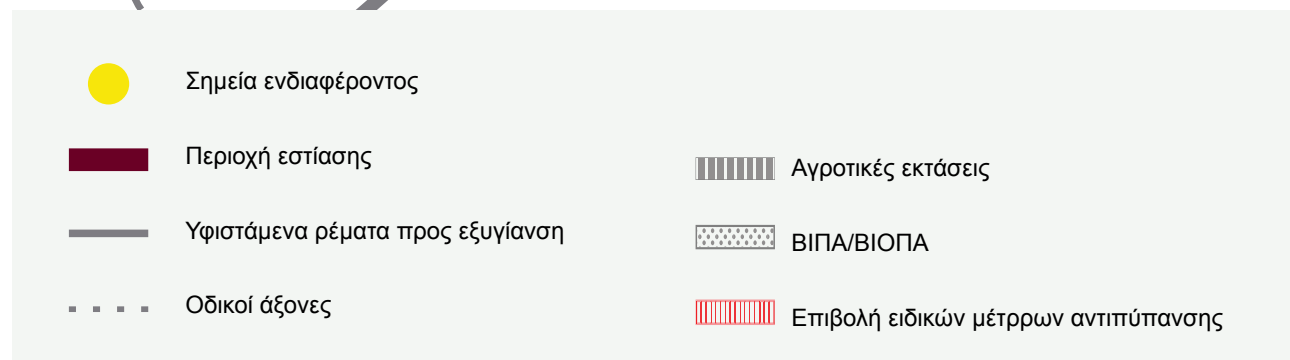 Σημεία ενδιαφέροντος
Περιοχή εστίασης
Υφιστάμενα ρέματα προς εξυγίανση
Οδικοί άξονες
Αγροτικές εκτάσεις
ΒΙΠΑ/ΒΙΟΠΑ
Επιβολή ειδικών μέτρρων αντιπύπανσης